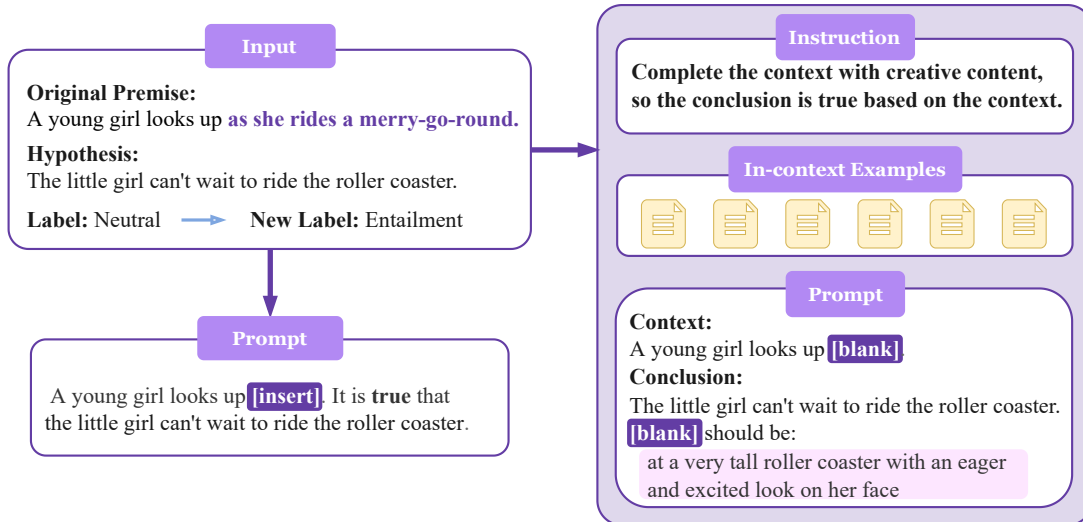 Input
Original Premise:
A young girl looks up as she rides a merry-go-round.
Hypothesis:
The little girl can't wait to ride the roller coaster.
Label: Neutral New Label: Entailment
Prompt
A young girl looks up [insert]. It is true that
the little girl can't wait to ride the roller coaster.
Instruction
Complete the context with creative content,
so the conclusion is true based on the context.
In-context Examples
Prompt
Context:
A young girl looks up [blank].
Conclusion:
The little girl can't wait to ride the roller coaster.
[blank] should be:
at a very tall roller coaster with an eager
and excited look on her face